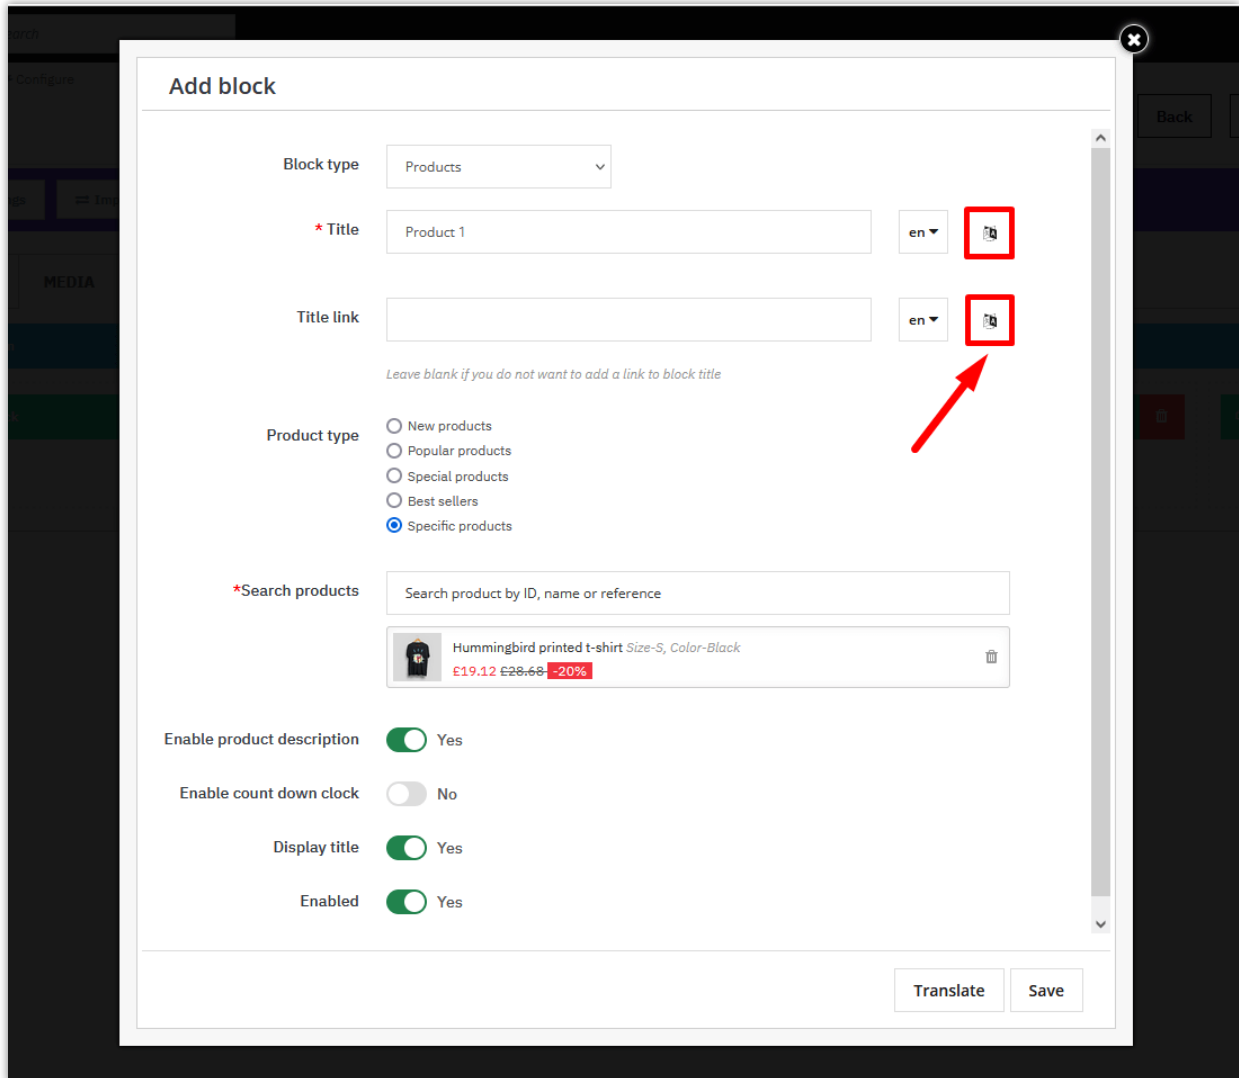 Configure
Back
MEDIA
Add block
Block type
Products
* Title
Product 1
en
Title link
en
Leave blank if you do not want to add a link to block title
Product type
New products
Popular products
Special products
Best sellers
Specific products
*Search products
Search product by ID, name or reference
Hummingbird printed t-shirt Size-S, Color-Black
£19.12 £28.68 -20%
Enable product description
Yes
Enable count down clock
No
Display title
Yes
Enabled
Yes
Translate
Save